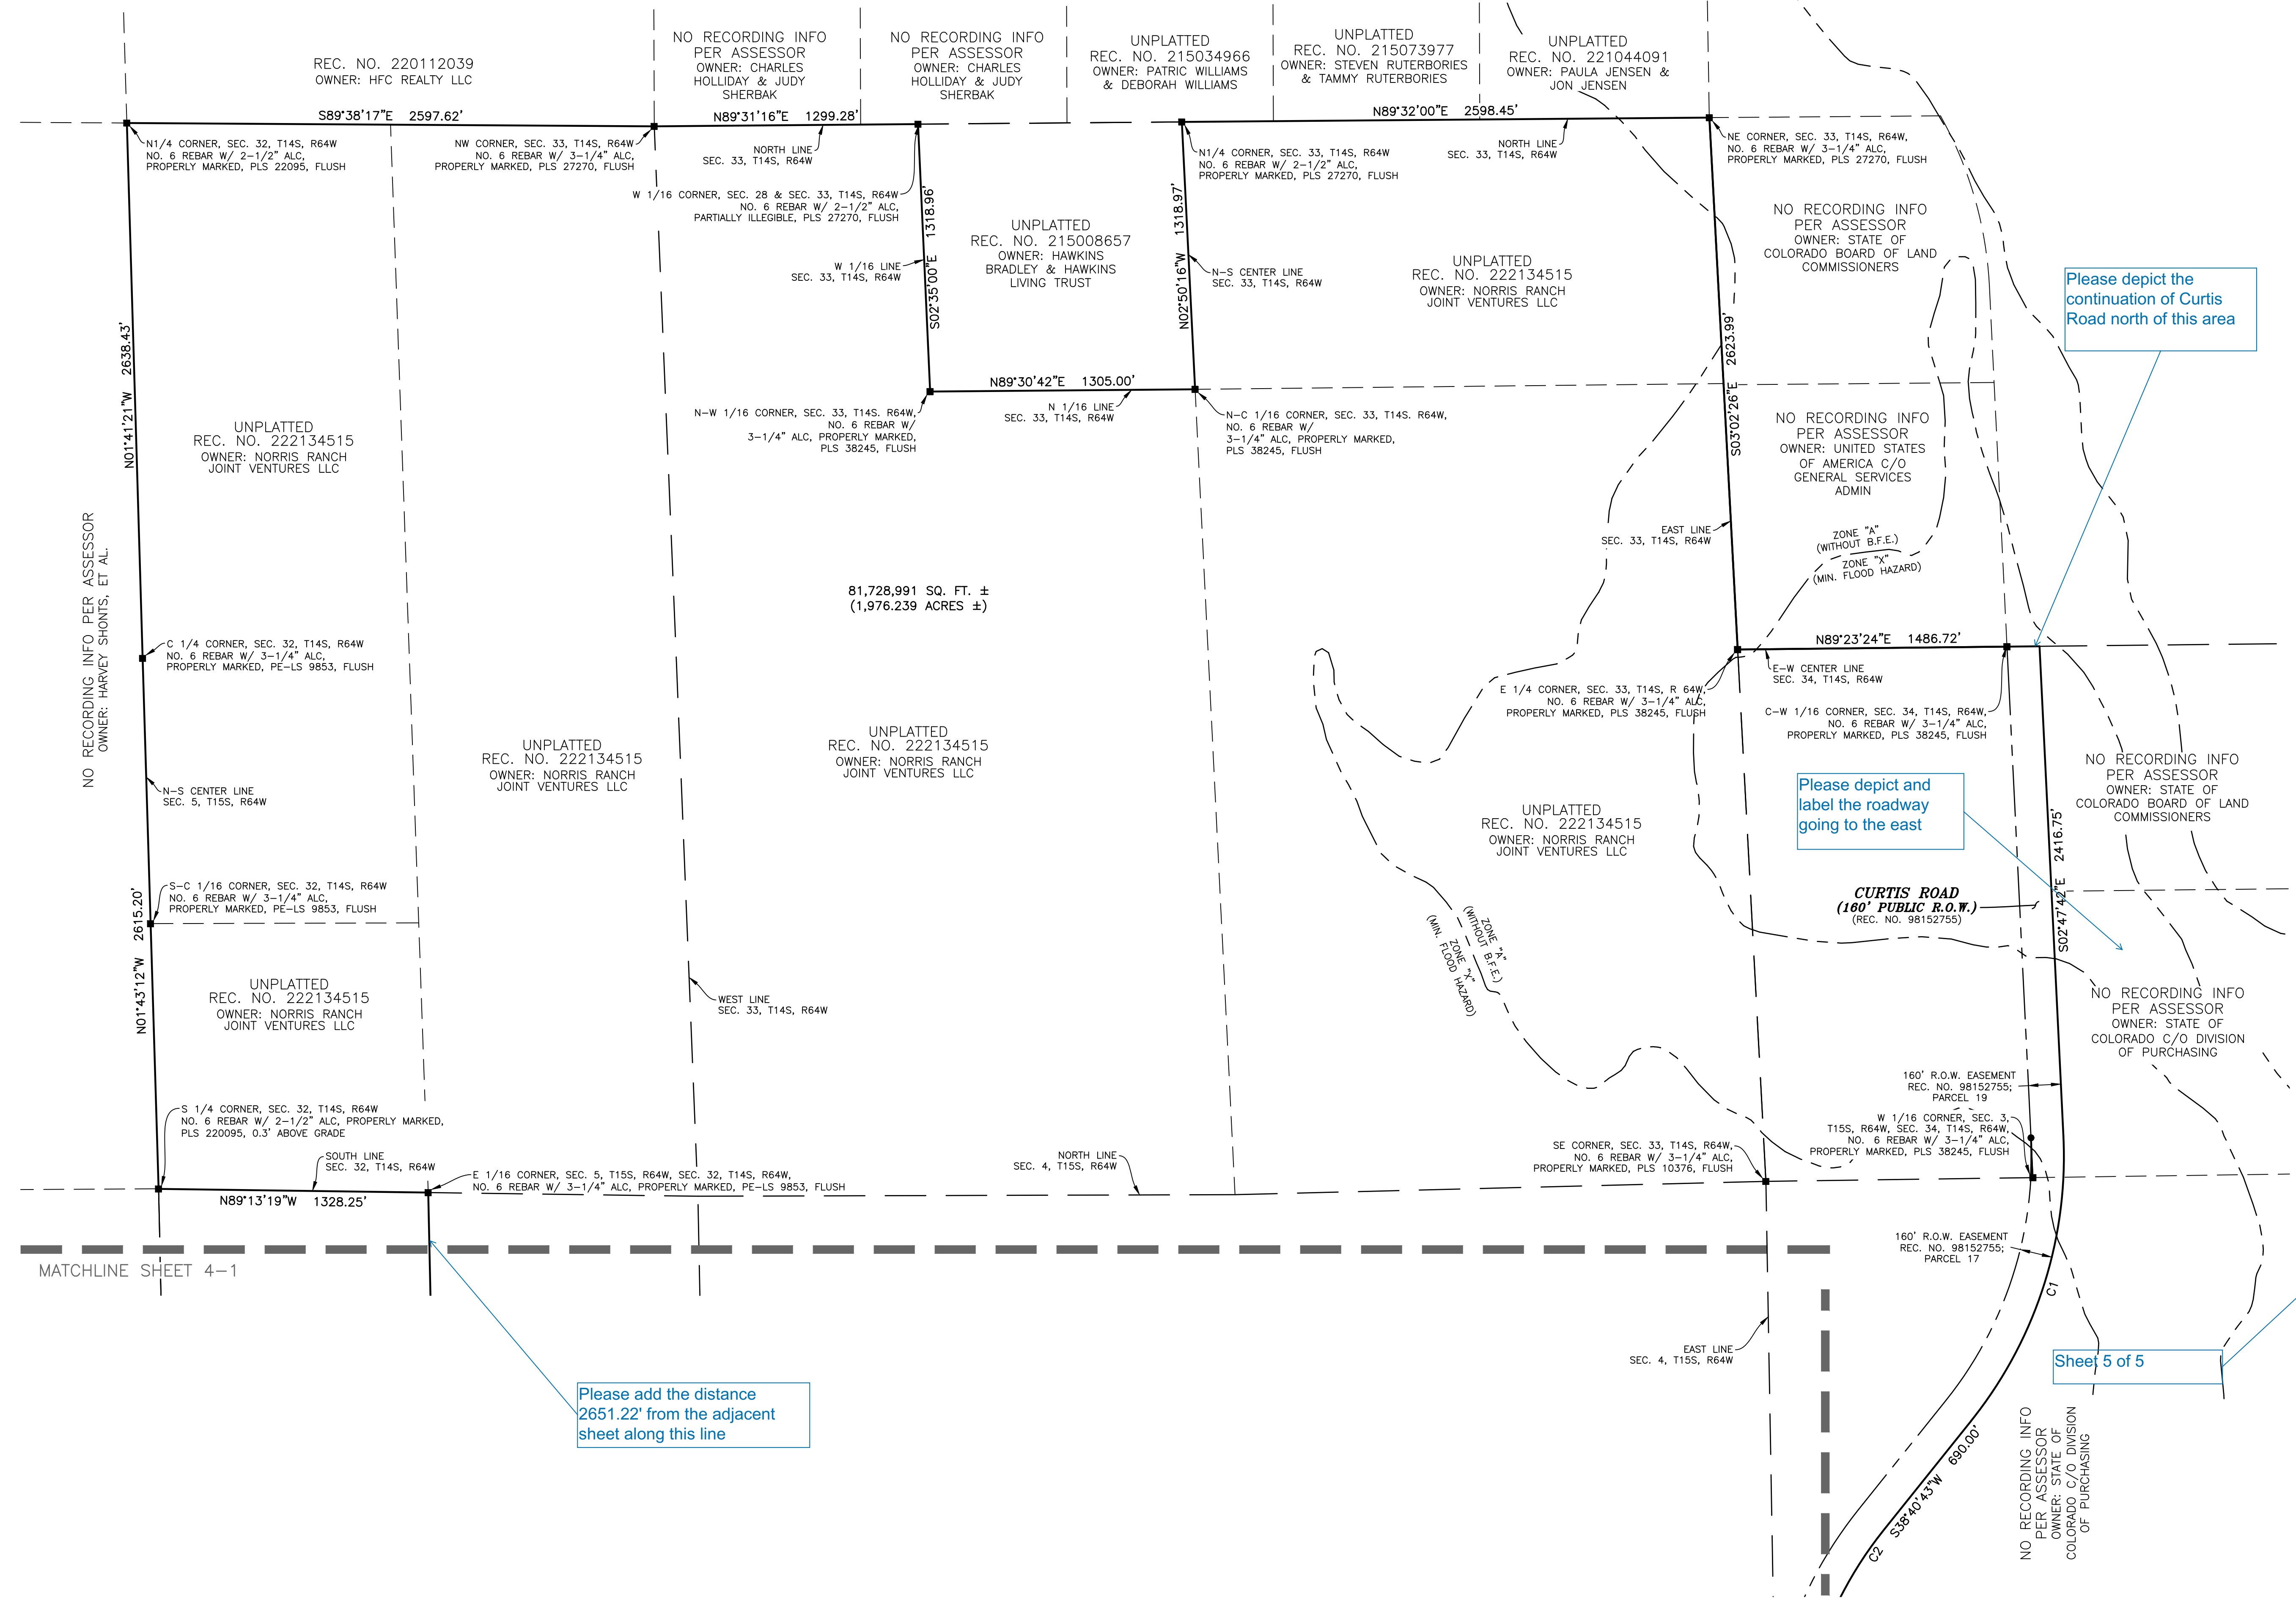 REC. NO. 220112039
OWNER: HFC REALTY LLC
NO RECORDING INFO
PER ASSESSOR
OWNER: CHARLES
HOLLIDAY & JUDY
SHERBAK
NO RECORDING INFO
PER ASSESSOR
OWNER: CHARLES
HOLLIDAY & JUDY
SHERBAK
UNPLATTED
REC. NO. 215034966
OWNER: PATRIC WILLIAMS
& DEBORAH WILLIAMS
UNPLATTED
REC. NO. 215073977
OWNER: STEVEN RUTERBORIES
& TAMMY RUTERBORIES
UNPLATTED
REC. NO. 221044091
OWNER: PAULA JENSEN &
JON JENSEN
S89°38'17"E 2597.62'
N89°31'16"E 1299.28'
N89°32'00"E 2598.45'
N1/4 CORNER, SEC. 32, T14S, R64W
NO. 6 REBAR W/ 2-1/2" ALC,
PROPERLY MARKED, PLS 22095, FLUSH
NW CORNER, SEC. 33, T14S, R64W
NO. 6 REBAR W/ 3-1/4" ALC,
PROPERLY MARKED, PLS 27270, FLUSH
NORTH LINE
SEC. 33, T14S, R64W
W 1/16 CORNER, SEC. 28 & SEC. 33, T14S, R64W
NO. 6 REBAR W/ 2-1/2" ALC,
PARTIALLY ILLEGIBLE, PLS 27270, FLUSH
N1/4 CORNER, SEC. 33, T14S, R64W
NO. 6 REBAR W/ 2-1/2" ALC,
PROPERLY MARKED, PLS 27270, FLUSH
NORTH LINE
SEC. 33, T14S, R64W
NE CORNER, SEC. 33, T14S, R64W,
NO. 6 REBAR W/ 3-1/4" ALC,
PROPERLY MARKED, PLS 27270, FLUSH
S02°35'00"E 1318.96'
W 1/16 LINE
SEC. 33, T14S, R64W
UNPLATTED
REC. NO. 215008657
OWNER: HAWKINS
BRADLEY & HAWKINS
LIVING TRUST
N02°50'16"W 1318.97'
N-S CENTER LINE
SEC. 33, T14S, R64W
UNPLATTED
REC. NO. 222134515
OWNER: NORRIS RANCH
JOINT VENTURES LLC
NO RECORDING INFO
PER ASSESSOR
OWNER: STATE OF
COLORADO BOARD OF LAND
COMMISSIONERS
Please depict the
continuation of Curtis
Road north of this area
N01°41'21"W 2638.43'
S03°02'26"E 2623.99'
N89°30'42"E 1305.00'
N 1/16 LINE
SEC. 33, T14S, R64W
N-W 1/16 CORNER, SEC. 33, T14S. R64W,
NO. 6 REBAR W/
3-1/4" ALC, PROPERLY MARKED,
PLS 38245, FLUSH
N-C 1/16 CORNER, SEC. 33, T14S. R64W,
NO. 6 REBAR W/
3-1/4" ALC, PROPERLY MARKED,
PLS 38245, FLUSH
NO RECORDING INFO
PER ASSESSOR
OWNER: UNITED STATES
OF AMERICA C/O
GENERAL SERVICES
ADMIN
UNPLATTED
REC. NO. 222134515
OWNER: NORRIS RANCH
JOINT VENTURES LLC
EAST LINE
SEC. 33, T14S, R64W
ZONE "A"
(WITHOUT B.F.E.)
ZONE "X"
(MIN. FLOOD HAZARD)
81,728,991 SQ. FT. ±
(1,976.239 ACRES ±)
NO RECORDING INFO PER ASSESSOR
OWNER: HARVEY SHONTS, ET AL.
C 1/4 CORNER, SEC. 32, T14S, R64W
NO. 6 REBAR W/ 3-1/4" ALC,
PROPERLY MARKED, PE-LS 9853, FLUSH
N89°23'24"E 1486.72'
E-W CENTER LINE
SEC. 34, T14S, R64W
E 1/4 CORNER, SEC. 33, T14S, R 64W,
NO. 6 REBAR W/ 3-1/4" ALC,
PROPERLY MARKED, PLS 38245, FLUSH
C-W 1/16 CORNER, SEC. 34, T14S, R64W,
NO. 6 REBAR W/ 3-1/4" ALC,
PROPERLY MARKED, PLS 38245, FLUSH
UNPLATTED
REC. NO. 222134515
OWNER: NORRIS RANCH
JOINT VENTURES LLC
UNPLATTED
REC. NO. 222134515
OWNER: NORRIS RANCH
JOINT VENTURES LLC
NO RECORDING INFO
PER ASSESSOR
OWNER: STATE OF
COLORADO BOARD OF LAND
COMMISSIONERS
N-S CENTER LINE
SEC. 5, T15S, R64W
Please depict and
label the roadway
going to the east
UNPLATTED
REC. NO. 222134515
OWNER: NORRIS RANCH
JOINT VENTURES LLC
S02°47'42"E 2416.75'
CURTIS ROAD
(160' PUBLIC R.O.W.)
(REC. NO. 98152755)
S-C 1/16 CORNER, SEC. 32, T14S, R64W
NO. 6 REBAR W/ 3-1/4" ALC,
PROPERLY MARKED, PE-LS 9853, FLUSH
N01°43'12"W 2615.20'
ZONE "A"
(WITHOUT B.F.E.)
ZONE "X"
(MIN. FLOOD HAZARD)
UNPLATTED
REC. NO. 222134515
OWNER: NORRIS RANCH
JOINT VENTURES LLC
WEST LINE
SEC. 33, T14S, R64W
NO RECORDING INFO
PER ASSESSOR
OWNER: STATE OF
COLORADO C/O DIVISION
OF PURCHASING
160' R.O.W. EASEMENT
REC. NO. 98152755;
PARCEL 19
S 1/4 CORNER, SEC. 32, T14S, R64W
NO. 6 REBAR W/ 2-1/2" ALC, PROPERLY MARKED,
PLS 220095, 0.3' ABOVE GRADE
W 1/16 CORNER, SEC. 3,
T15S, R64W, SEC. 34, T14S, R64W,
NO. 6 REBAR W/ 3-1/4" ALC,
PROPERLY MARKED, PLS 38245, FLUSH
SOUTH LINE
SEC. 32, T14S, R64W
E 1/16 CORNER, SEC. 5, T15S, R64W, SEC. 32, T14S, R64W,
NO. 6 REBAR W/ 3-1/4" ALC, PROPERLY MARKED, PE-LS 9853, FLUSH
NORTH LINE
SEC. 4, T15S, R64W
SE CORNER, SEC. 33, T14S, R64W,
NO. 6 REBAR W/ 3-1/4" ALC,
PROPERLY MARKED, PLS 10376, FLUSH
N89°13'19"W 1328.25'
160' R.O.W. EASEMENT
REC. NO. 98152755;
PARCEL 17
MATCHLINE SHEET 4-1
C1
EAST LINE
SEC. 4, T15S, R64W
Sheet 5 of 5
Please add the distance
2651.22' from the adjacent
sheet along this line
NO RECORDING INFO
PER ASSESSOR
OWNER: STATE OF
COLORADO C/O DIVISION
OF PURCHASING
S38°40'43"W 690.00'
C2